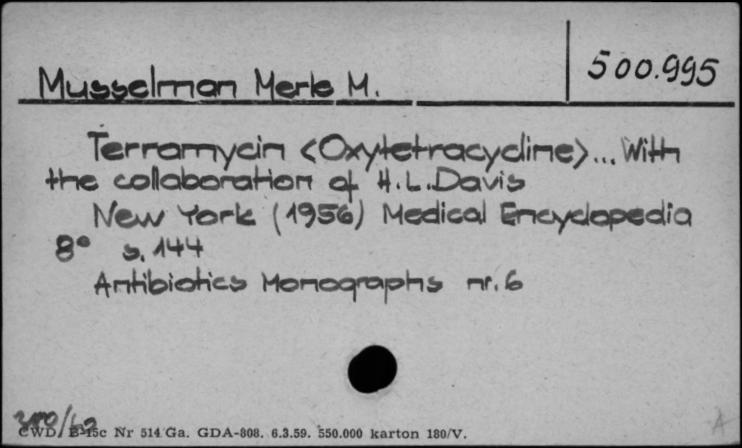 Musselman Merle M.
500.995
Terramycin <Oxytetracycline>... With
the collaboration of H.L.Davis
New York (1956) Medical Encyclopedia
8° s. 144
Antibiotics Monographs nr. 6
CWD, B-15c Nr 514 Ga. GDA-808. 6.3.59. 550.000 karton 180/V.
A